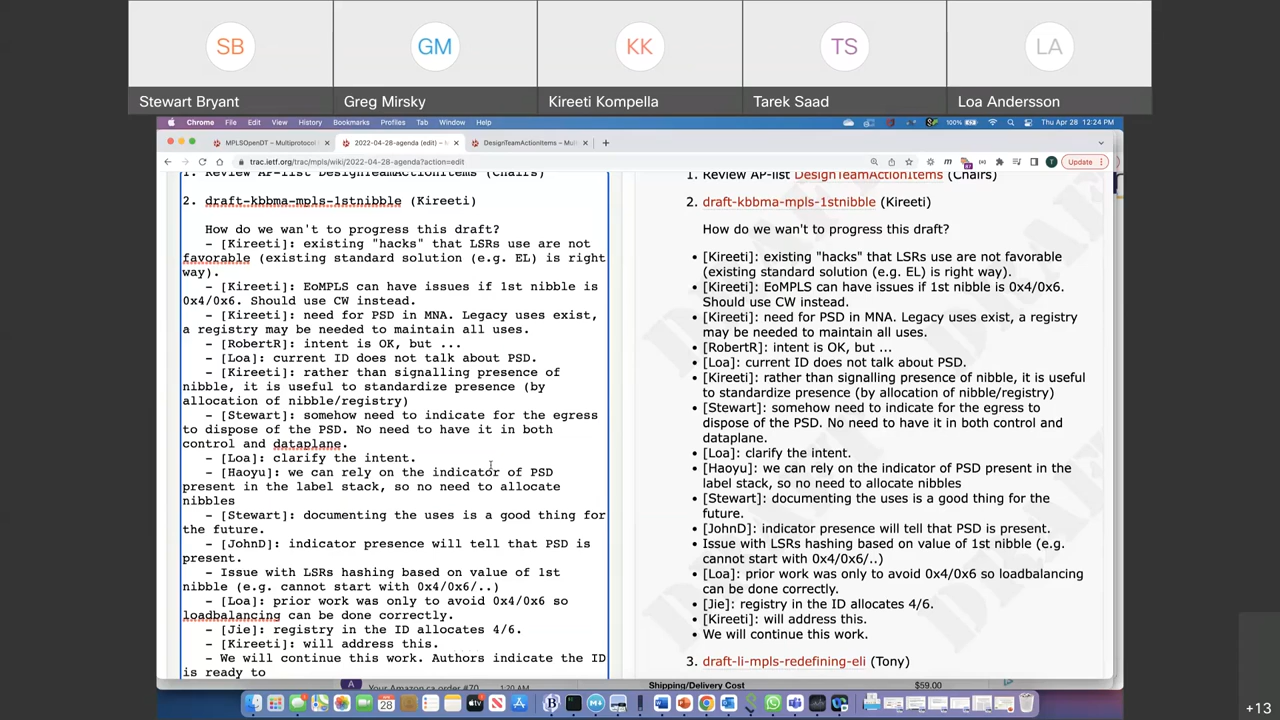 SB
GM
KK
TS
LA
Stewart Bryant
Greg Mirsky
Kireeti Kompella
Tarek Saad
Loa Andersson
Chrome File Edit View History Bookmarks Profiles Tab Window Help
100% Thu Apr 28 12:24 PM
MPLSOpenDT – Multiprotoc
2022-04-28-agenda (edit) –
DesignTeamActionItems – Mu
trac.ietf.org/trac/mpls/wiki/2022-04-28-agenda?action=edit
Update
1. Review AP-list DesignTeamActionItems (Chairs)
2. draft-kbbma-mpls-1stnibble (Kireeti)
How do we wan't to progress this draft?
- [Kireeti]: existing "hacks" that LSRs use are not
favorable (existing standard solution (e.g. EL) is right
way).
- [Kireeti]: EoMPLS can have issues if 1st nibble is
0x4/0x6. Should use CW instead.
- [Kireeti]: need for PSD in MNA. Legacy uses exist,
a registry may be needed to maintain all uses.
- [RobertR]: intent is OK, but ...
- [Loa]: current ID does not talk about PSD.
- [Kireeti]: rather than signalling presence of
nibble, it is useful to standardize presence (by
allocation of nibble/registry)
- [Stewart]: somehow need to indicate for the egress
to dispose of the PSD. No need to have it in both
control and dataplane.
- [Loa]: clarify the intent.
- [Haoyu]: we can rely on the indicator of PSD
present in the label stack, so no need to allocate
nibbles
- [Stewart]: documenting the uses is a good thing for
the future.
- [JohnD]: indicator presence will tell that PSD is
present.
- Issue with LSRs hashing based on value of 1st
nibble (e.g. cannot start with 0x4/0x6/..)
- [Loa]: prior work was only to avoid 0x4/0x6 so
loadbalancing can be done correctly.
- [Jie]: registry in the ID allocates 4/6.
- [Kireeti]: will address this.
- We will continue this work. Authors indicate the ID
is ready to
1. Review AP-list DesignTeamActionItems (Chairs)
2. draft-kbbma-mpls-1stnibble (Kireeti)
How do we wan't to progress this draft?
• [Kireeti]: existing "hacks" that LSRs use are not favorable
(existing standard solution (e.g. EL) is right way).
• [Kireeti]: EoMPLS can have issues if 1st nibble is 0x4/0x6.
Should use CW instead.
• [Kireeti]: need for PSD in MNA. Legacy uses exist, a registry
may be needed to maintain all uses.
• [RobertR]: intent is OK, but ...
• [Loa]: current ID does not talk about PSD.
• [Kireeti]: rather than signalling presence of nibble, it is useful
to standardize presence (by allocation of nibble/registry)
• [Stewart]: somehow need to indicate for the egress to
dispose of the PSD. No need to have it in both control and
dataplane.
• [Loa]: clarify the intent.
• [Haoyu]: we can rely on the indicator of PSD present in the
label stack, so no need to allocate nibbles
• [Stewart]: documenting the uses is a good thing for the
future.
• [JohnD]: indicator presence will tell that PSD is present.
• Issue with LSRs hashing based on value of 1st nibble (e.g.
cannot start with 0x4/0x6/..)
• [Loa]: prior work was only to avoid 0x4/0x6 so loadbalancing
can be done correctly.
• [Jie]: registry in the ID allocates 4/6.
• [Kireeti]: will address this.
• We will continue this work.
3. draft-li-mpls-redefining-eli (Tony)
DRAFT
Your Amazon.ca order #70 1:20 AM
Shipping/Delivery Cost $59.00
+13